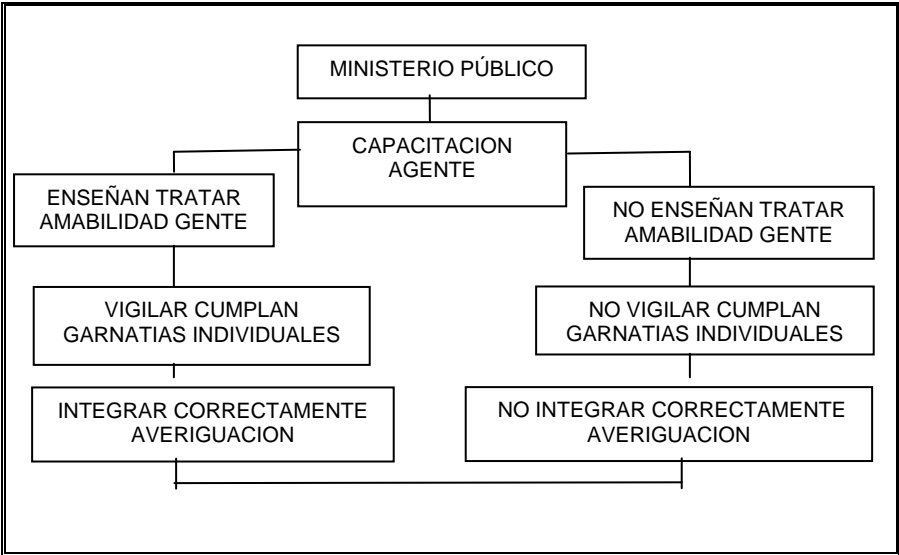 MINISTERIO PÚBLICO
CAPACITACION
AGENTE
ENSEÑAN TRATAR
AMABILIDAD GENTE
NO ENSEÑAN TRATAR
AMABILIDAD GENTE
VIGILAR CUMPLAN
GARNATIAS INDIVIDUALES
NO VIGILAR CUMPLAN
GARNATIAS INDIVIDUALES
INTEGRAR CORRECTAMENTE
AVERIGUACION
NO INTEGRAR CORRECTAMENTE
AVERIGUACION